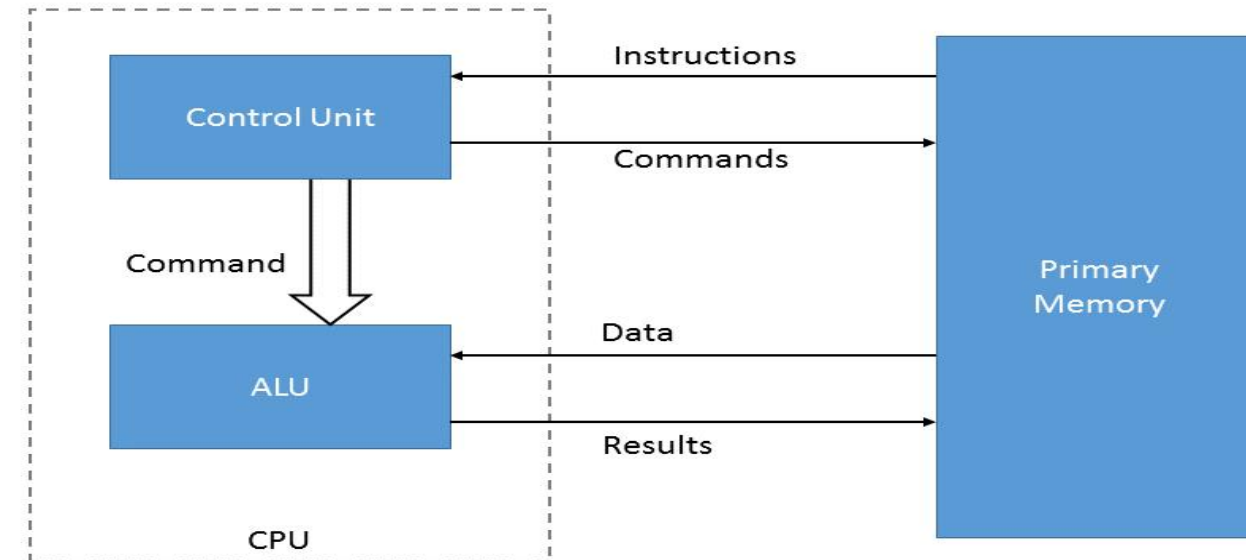 Instructions
Control Unit
Commands
Command
Primary
Memory
Data
ALU
Results
CPU